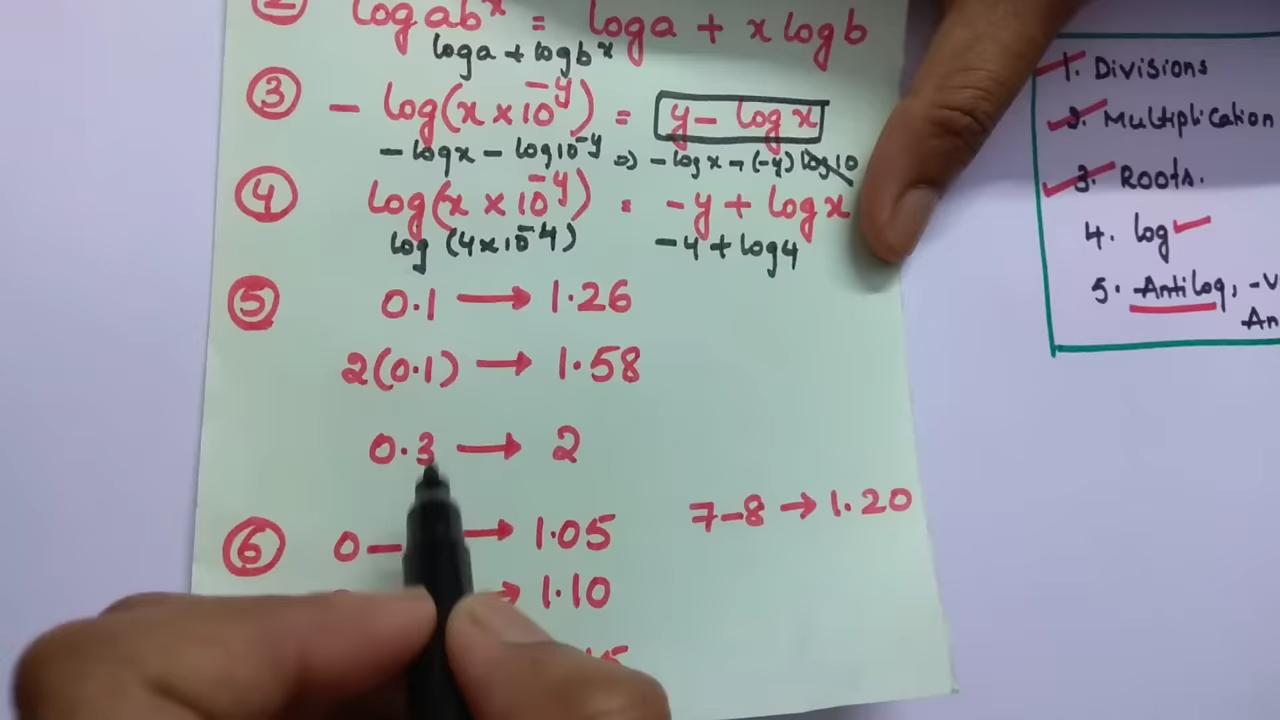 ② log ab^x = log a + x log b
log a + log b^x
③ - log(x × 10^-y) = y - log x
- log x - log 10^-y ⇒ - log x - (-y) log 10
④ log(x × 10^-y) = -y + log x
log (4×10^-4) -4 + log 4
⑤ 0.1 → 1.26
2(0.1) → 1.58
0.3 → 2
7-8 → 1.20
⑥ 0- → 1.05
→ 1.10
1. Divisions
2. Multiplication
3. Roots.
4. log
5. Antilog, -V
An